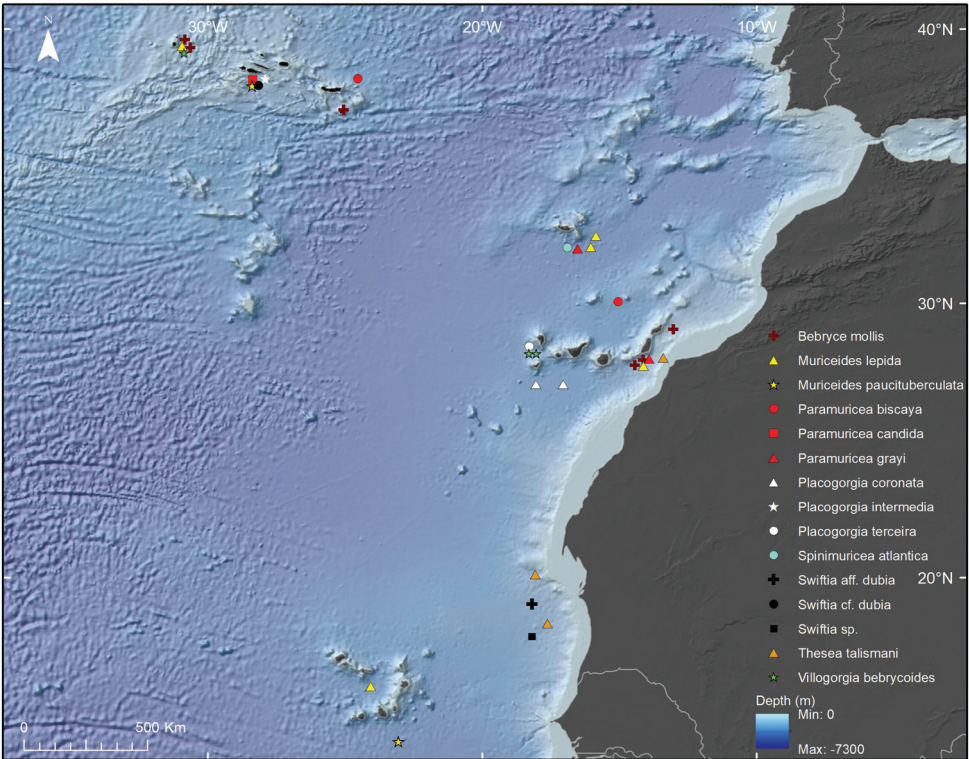 N
30°W
20°W
10°W
40°N
30°N
Bebryce mollis
Muriceides lepida
Muriceides paucituberculata
Paramuricea biscaya
Paramuricea candida
Paramuricea grayi
Placogorgia coronata
Placogorgia intermedia
Placogorgia terceira
Spinimuricea atlantica
20°N
Swiftia aff. dubia
Swiftia cf. dubia
Swiftia sp.
Thesea talismani
Villogorgia bebrycoides
Depth (m)
Min: 0
Max: -7300
0
500 Km